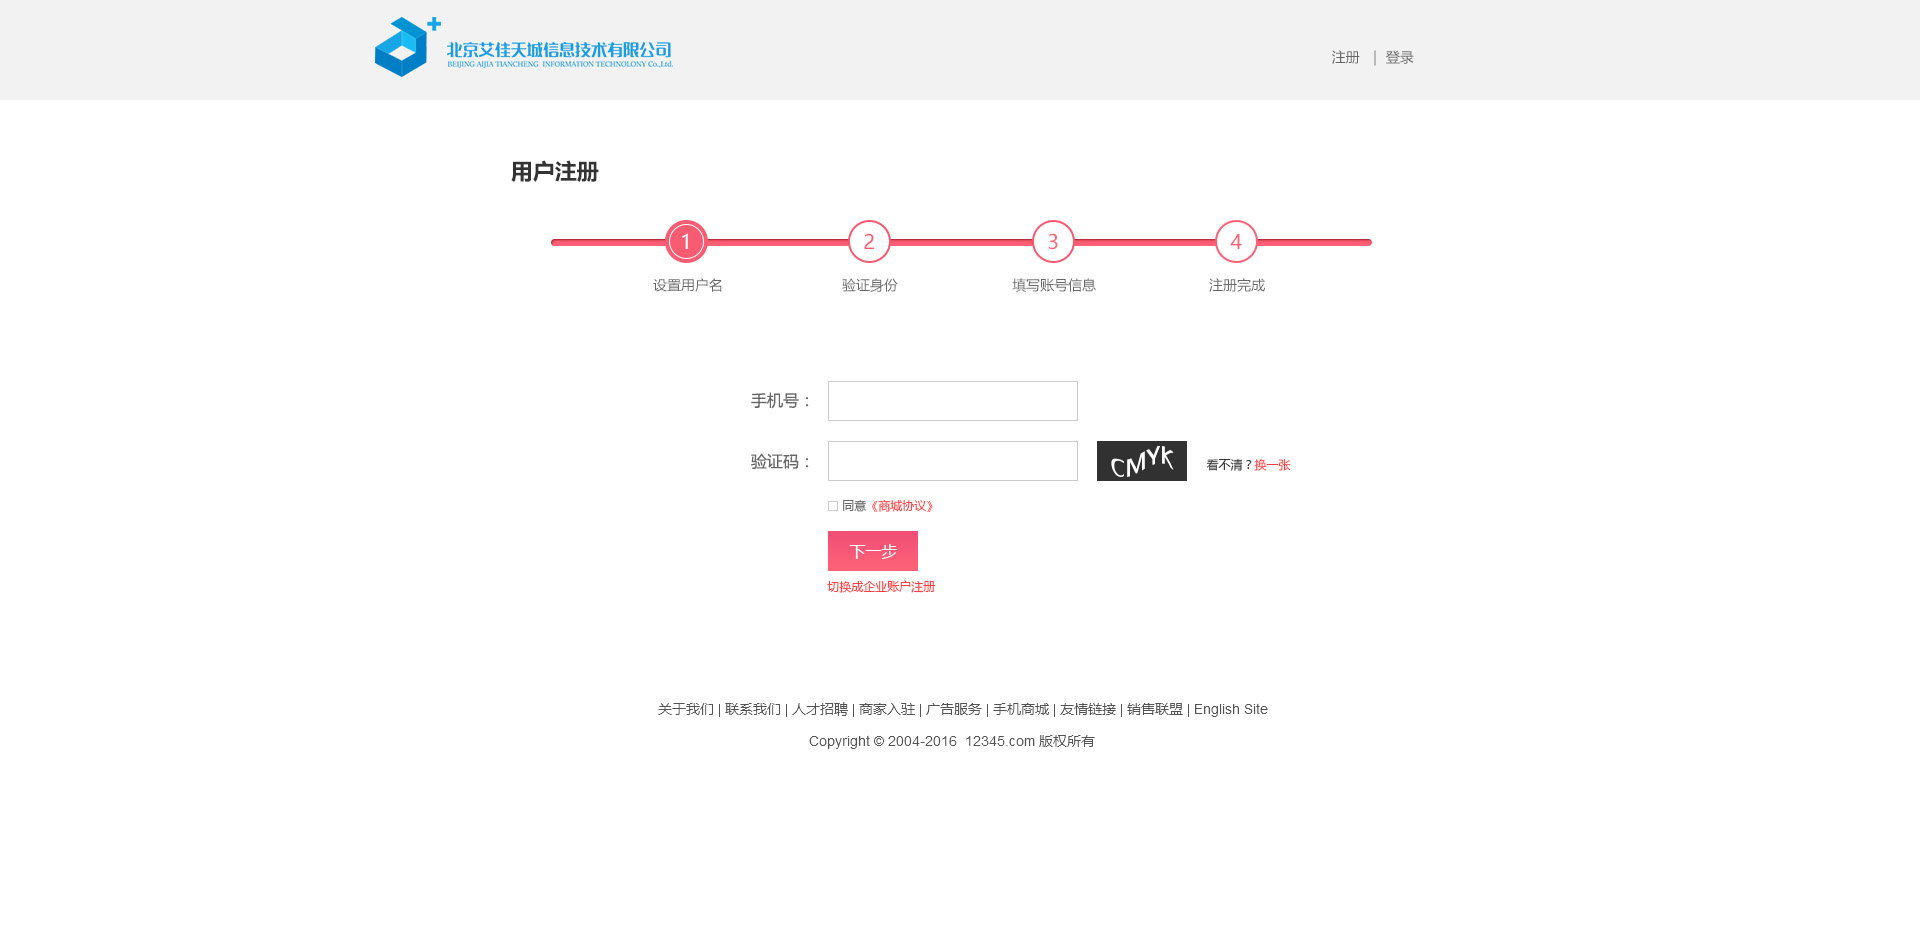 北京艾佳天诚信息技术有限公司
BEIJING AIJIA TIANCHENG INFORMATION TECHNOLONY Co.,Ltd.
注册 | 登录
用户注册
1 2 3 4
设置用户名 验证身份 填写账号信息 注册完成
手机号：
验证码： CMYK 看不清？换一张
同意《商城协议》
下一步
切换成企业账户注册
关于我们 | 联系我们 | 人才招聘 | 商家入驻 | 广告服务 | 手机商城 | 友情链接 | 销售联盟 | English Site
Copyright © 2004-2016 12345.com 版权所有